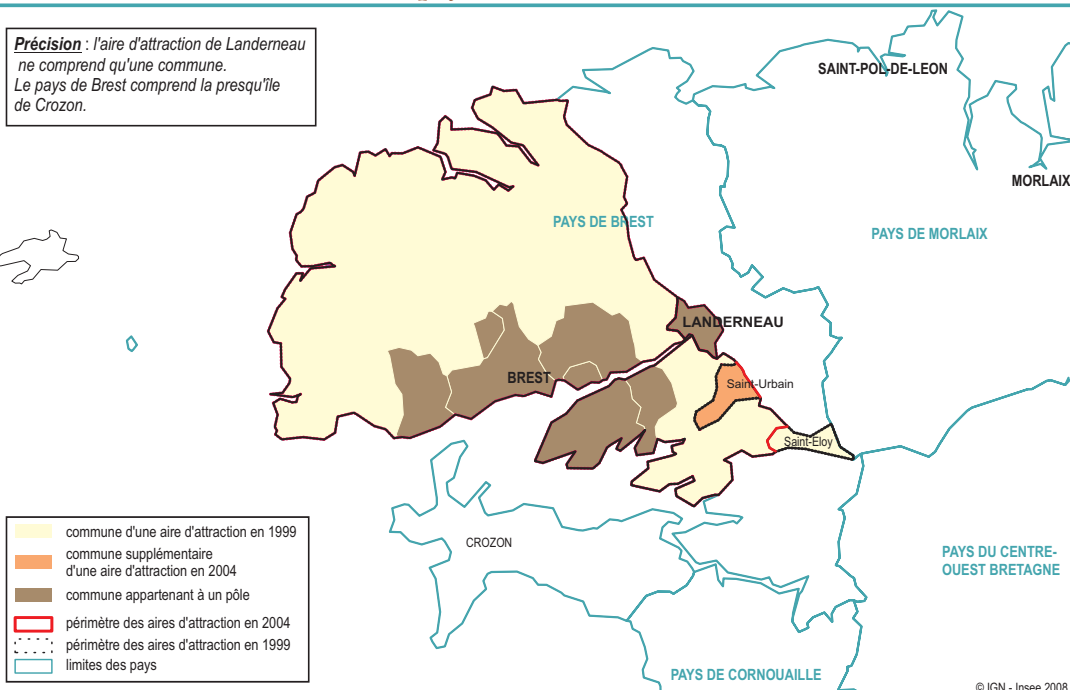 Précision : l'aire d'attraction de Landerneau
ne comprend qu'une commune.
Le pays de Brest comprend la presqu'île
de Crozon.
SAINT-POL-DE-LEON
MORLAIX
PAYS DE BREST
PAYS DE MORLAIX
LANDERNEAU
BREST
Saint-Urbain
Saint-Eloy
CROZON
PAYS DU CENTRE-
OUEST BRETAGNE
PAYS DE CORNOUAILLE
commune d'une aire d'attraction en 1999
commune supplémentaire
d'une aire d'attraction en 2004
commune appartenant à un pôle
périmètre des aires d'attraction en 2004
périmètre des aires d'attraction en 1999
limites des pays
© IGN - Insee 2008